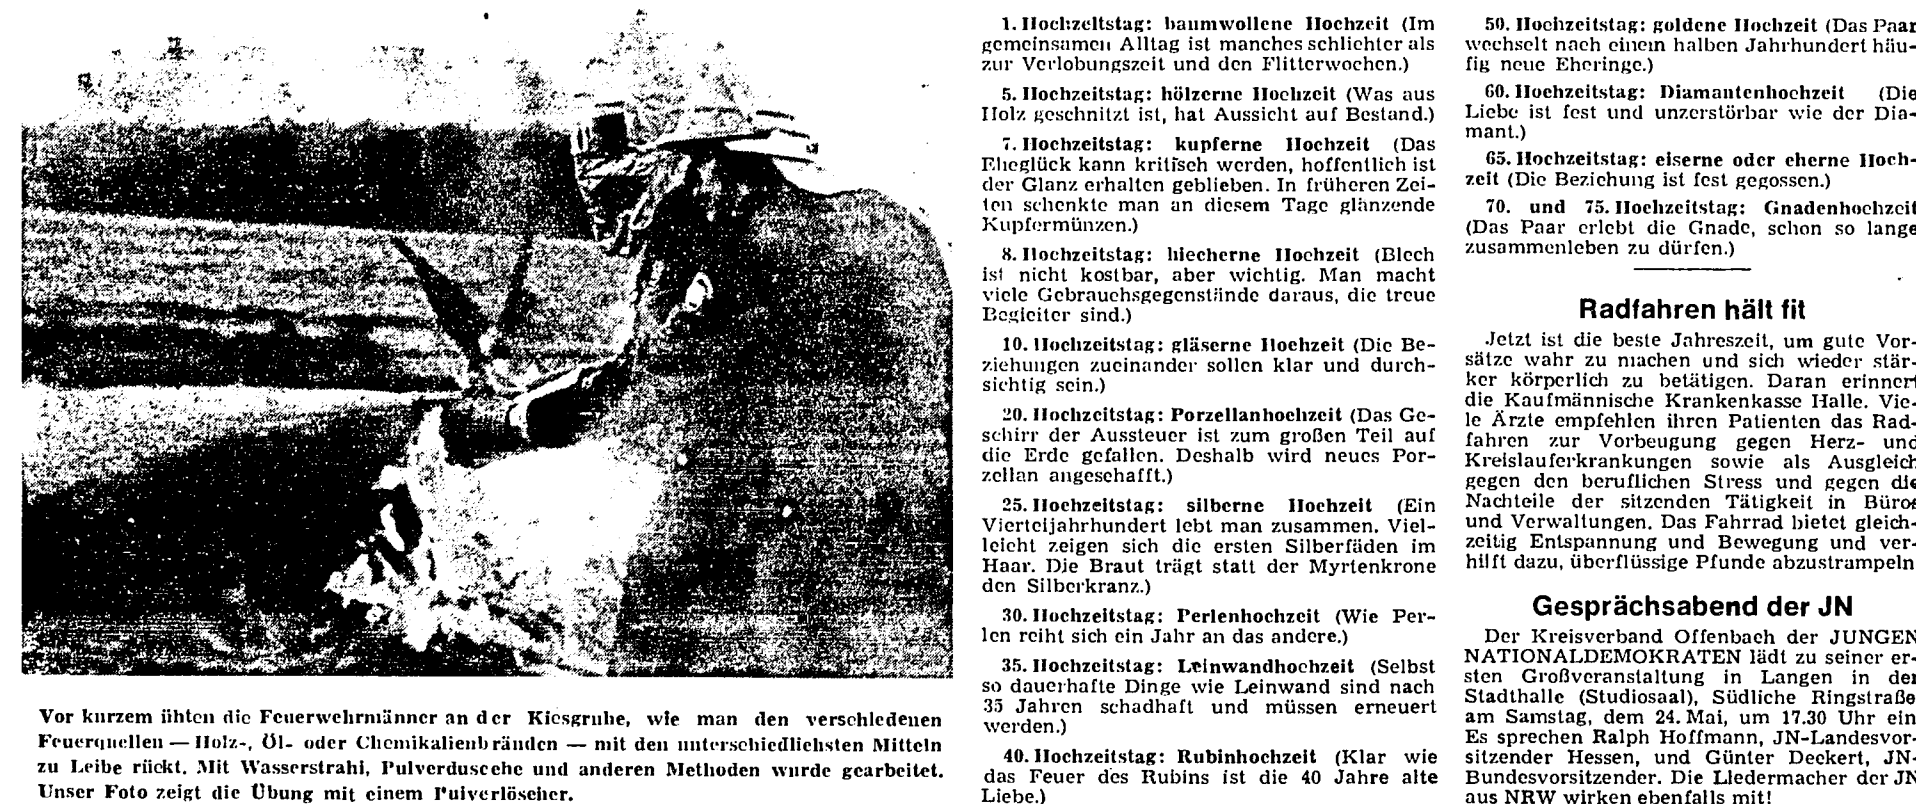 Vor kurzem übten die Feuerwehrmänner an der Kiesgrube, wie man den verschiedenen
Feuerquellen — Holz-, Öl- oder Chemikalienbränden — mit den unterschiedlichsten Mitteln
zu Leibe rückt. Mit Wasserstrahl, Pulverdusche und anderen Methoden wurde gearbeitet.
Unser Foto zeigt die Übung mit einem Pulverlöscher.
1. Hochzeitstag: baumwollene Hochzeit (Im
gemeinsamen Alltag ist manches schlichter als
zur Verlobungszeit und den Flitterwochen.)
5. Hochzeitstag: hölzerne Hochzeit (Was aus
Holz geschnitzt ist, hat Aussicht auf Bestand.)
7. Hochzeitstag: kupferne Hochzeit (Das
Eheglück kann kritisch werden, hoffentlich ist
der Glanz erhalten geblieben. In früheren Zei-
ten schenkte man an diesem Tage glänzende
Kupfermünzen.)
8. Hochzeitstag: blecherne Hochzeit (Blech
ist nicht kostbar, aber wichtig. Man macht
viele Gebrauchsgegenstände daraus, die treue
Begleiter sind.)
10. Hochzeitstag: gläserne Hochzeit (Die Be-
ziehungen zueinander sollen klar und durch-
sichtig sein.)
20. Hochzeitstag: Porzellanhochzeit (Das Ge-
schirr der Aussteuer ist zum großen Teil auf
die Erde gefallen. Deshalb wird neues Por-
zellan angeschafft.)
25. Hochzeitstag: silberne Hochzeit (Ein
Vierteljahrhundert lebt man zusammen. Viel-
leicht zeigen sich die ersten Silberfäden im
Haar. Die Braut trägt statt der Myrtenkrone
den Silberkranz.)
30. Hochzeitstag: Perlenhochzeit (Wie Per-
len reiht sich ein Jahr an das andere.)
35. Hochzeitstag: Leinwandhochzeit (Selbst
so dauerhafte Dinge wie Leinwand sind nach
35 Jahren schadhaft und müssen erneuert
werden.)
40. Hochzeitstag: Rubinhochzeit (Klar wie
das Feuer des Rubins ist die 40 Jahre alte
Liebe.)
50. Hochzeitstag: goldene Hochzeit (Das Paar
wechselt nach einem halben Jahrhundert häu-
fig neue Eheringe.)
60. Hochzeitstag: Diamantenhochzeit (Die
Liebe ist fest und unzerstörbar wie der Dia-
mant.)
65. Hochzeitstag: eiserne oder eherne Hoch-
zeit (Die Beziehung ist fest gegossen.)
70. und 75. Hochzeitstag: Gnadenhochzeit
(Das Paar erlebt die Gnade, schon so lange
zusammenleben zu dürfen.)
Radfahren hält fit
Jetzt ist die beste Jahreszeit, um gute Vor-
sätze wahr zu machen und sich wieder stär-
ker körperlich zu betätigen. Daran erinnert
die Kaufmännische Krankenkasse Halle. Vie-
le Ärzte empfehlen ihren Patienten das Rad-
fahren zur Vorbeugung gegen Herz- und
Kreislauferkrankungen sowie als Ausgleich
gegen den beruflichen Stress und gegen die
Nachteile der sitzenden Tätigkeit in Büros
und Verwaltungen. Das Fahrrad bietet gleich-
zeitig Entspannung und Bewegung und ver-
hilft dazu, überflüssige Pfunde abzustrampeln
Gesprächsabend der JN
Der Kreisverband Offenbach der JUNGEN
NATIONALDEMOKRATEN lädt zu seiner er-
sten Großveranstaltung in Langen in der
Stadthalle (Studiosaal), Südliche Ringstraße
am Samstag, dem 24. Mai, um 17.30 Uhr ein
Es sprechen Ralph Hoffmann, JN-Landesvor-
sitzender Hessen, und Günter Deckert, JN-
Bundesvorsitzender. Die Liedermacher der JN
aus NRW wirken ebenfalls mit!